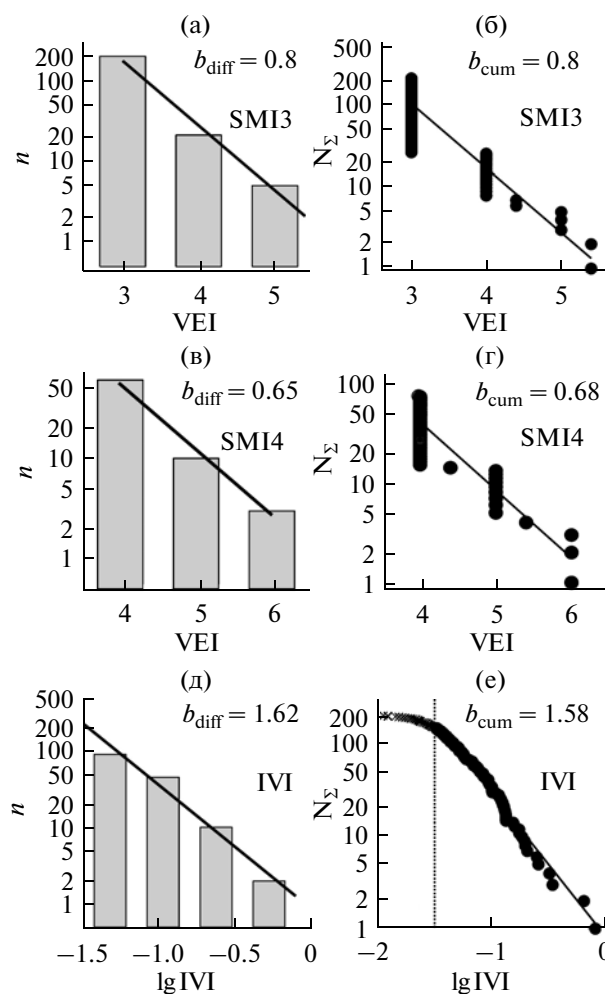 (а)
200
100
50
20
10
5
2
1
n
b_diff = 0.8
SMI3
3 4 5
VEI
(б)
500
200
100
50
20
10
5
2
1
N_Σ
b_cum = 0.8
SMI3
3 4 5
VEI
(в)
50
20
10
5
2
1
n
b_diff = 0.65
SMI4
4 5 6
VEI
(г)
100
50
20
10
5
2
1
N_Σ
b_cum = 0.68
SMI4
4 5 6
VEI
(д)
500
200
100
50
20
10
5
2
1
n
b_diff = 1.62
IVI
−1.5 −1.0 −0.5 0
lg IVI
(е)
500
200
100
50
20
10
5
2
1
N_Σ
b_cum = 1.58
IVI
−2 −1 0
lg IVI